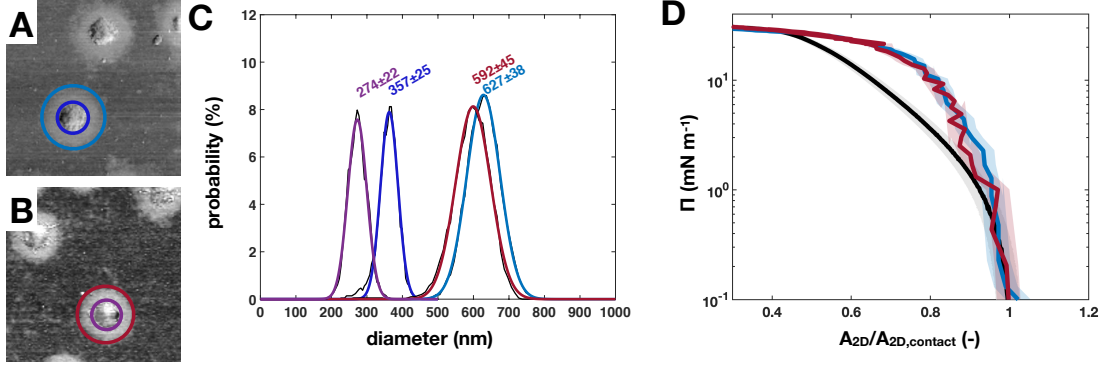 A
B
C
12
10
8
6
4
2
0
probability (%)
274±22
357±25
592±45
627±38
0 100 200 300 400 500 600 700 800 900 1000
diameter (nm)
D
10¹
10⁰
10⁻¹
Π (mN m⁻¹)
0.4 0.6 0.8 1 1.2
A2D/A2D,contact (-)